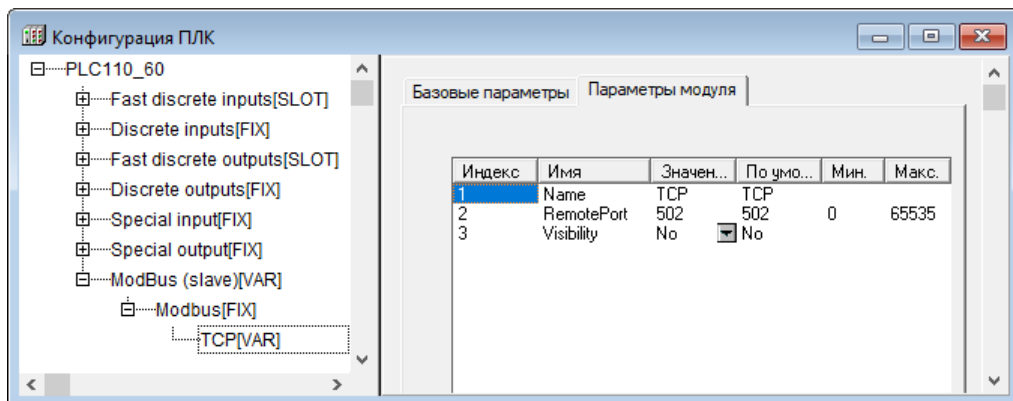 Конфигурация ПЛК
PLC110_60
Fast discrete inputs[SLOT]
Discrete inputs[FIX]
Fast discrete outputs[SLOT]
Discrete outputs[FIX]
Special input[FIX]
Special output[FIX]
ModBus (slave)[VAR]
Modbus[FIX]
TCP[VAR]
Базовые параметры Параметры модуля
Индекс Имя Значен... По умо... Мин. Макс.
1 Name TCP TCP
2 RemotePort 502 502 0 65535
3 Visibility No No